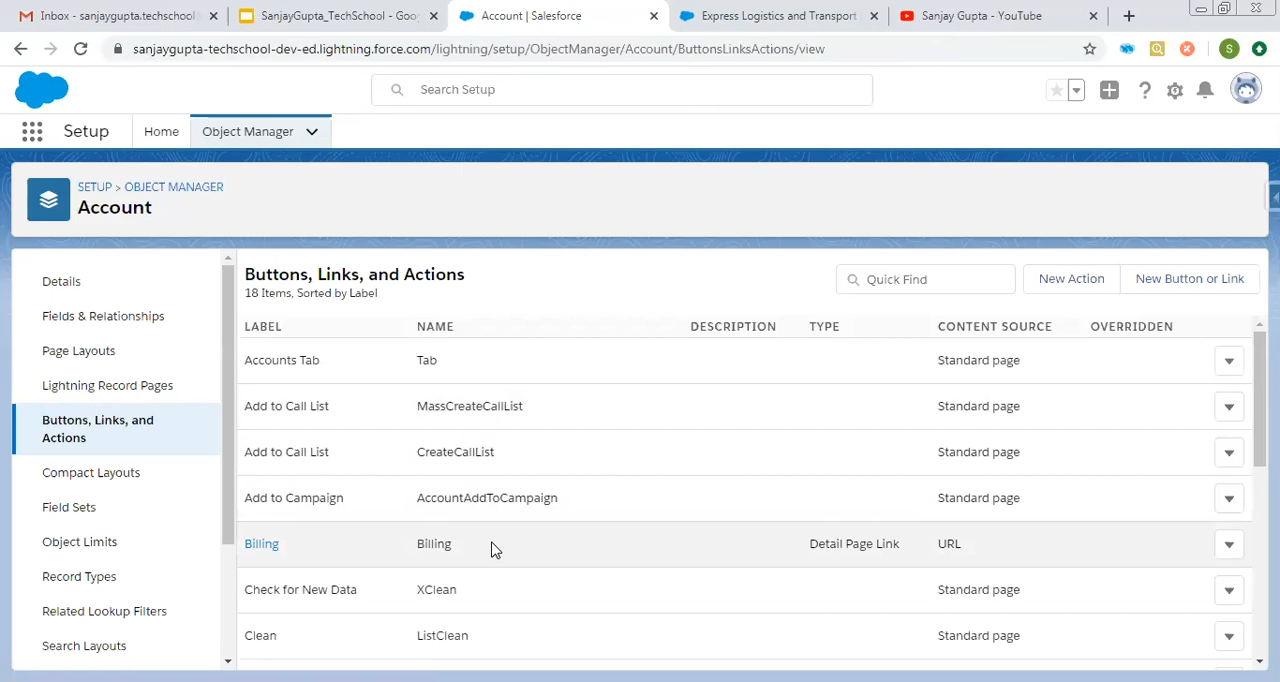 Inbox - sanjaygupta.techschool
SanjayGupta_TechSchool - Goo
Account | Salesforce
Express Logistics and Transport
Sanjay Gupta - YouTube
sanjaygupta-techschool-dev-ed.lightning.force.com/lightning/setup/ObjectManager/Account/ButtonsLinksActions/view
S
Search Setup
Setup
Home
Object Manager
SETUP > OBJECT MANAGER
Account
Details
Fields & Relationships
Page Layouts
Lightning Record Pages
Buttons, Links, and
Actions
Compact Layouts
Field Sets
Object Limits
Record Types
Related Lookup Filters
Search Layouts
Buttons, Links, and Actions
18 Items, Sorted by Label
Quick Find
New Action
New Button or Link
LABEL NAME DESCRIPTION TYPE CONTENT SOURCE OVERRIDDEN
Accounts Tab Tab Standard page
Add to Call List MassCreateCallList Standard page
Add to Call List CreateCallList Standard page
Add to Campaign AccountAddToCampaign Standard page
Billing Billing Detail Page Link URL
Check for New Data XClean Standard page
Clean ListClean Standard page